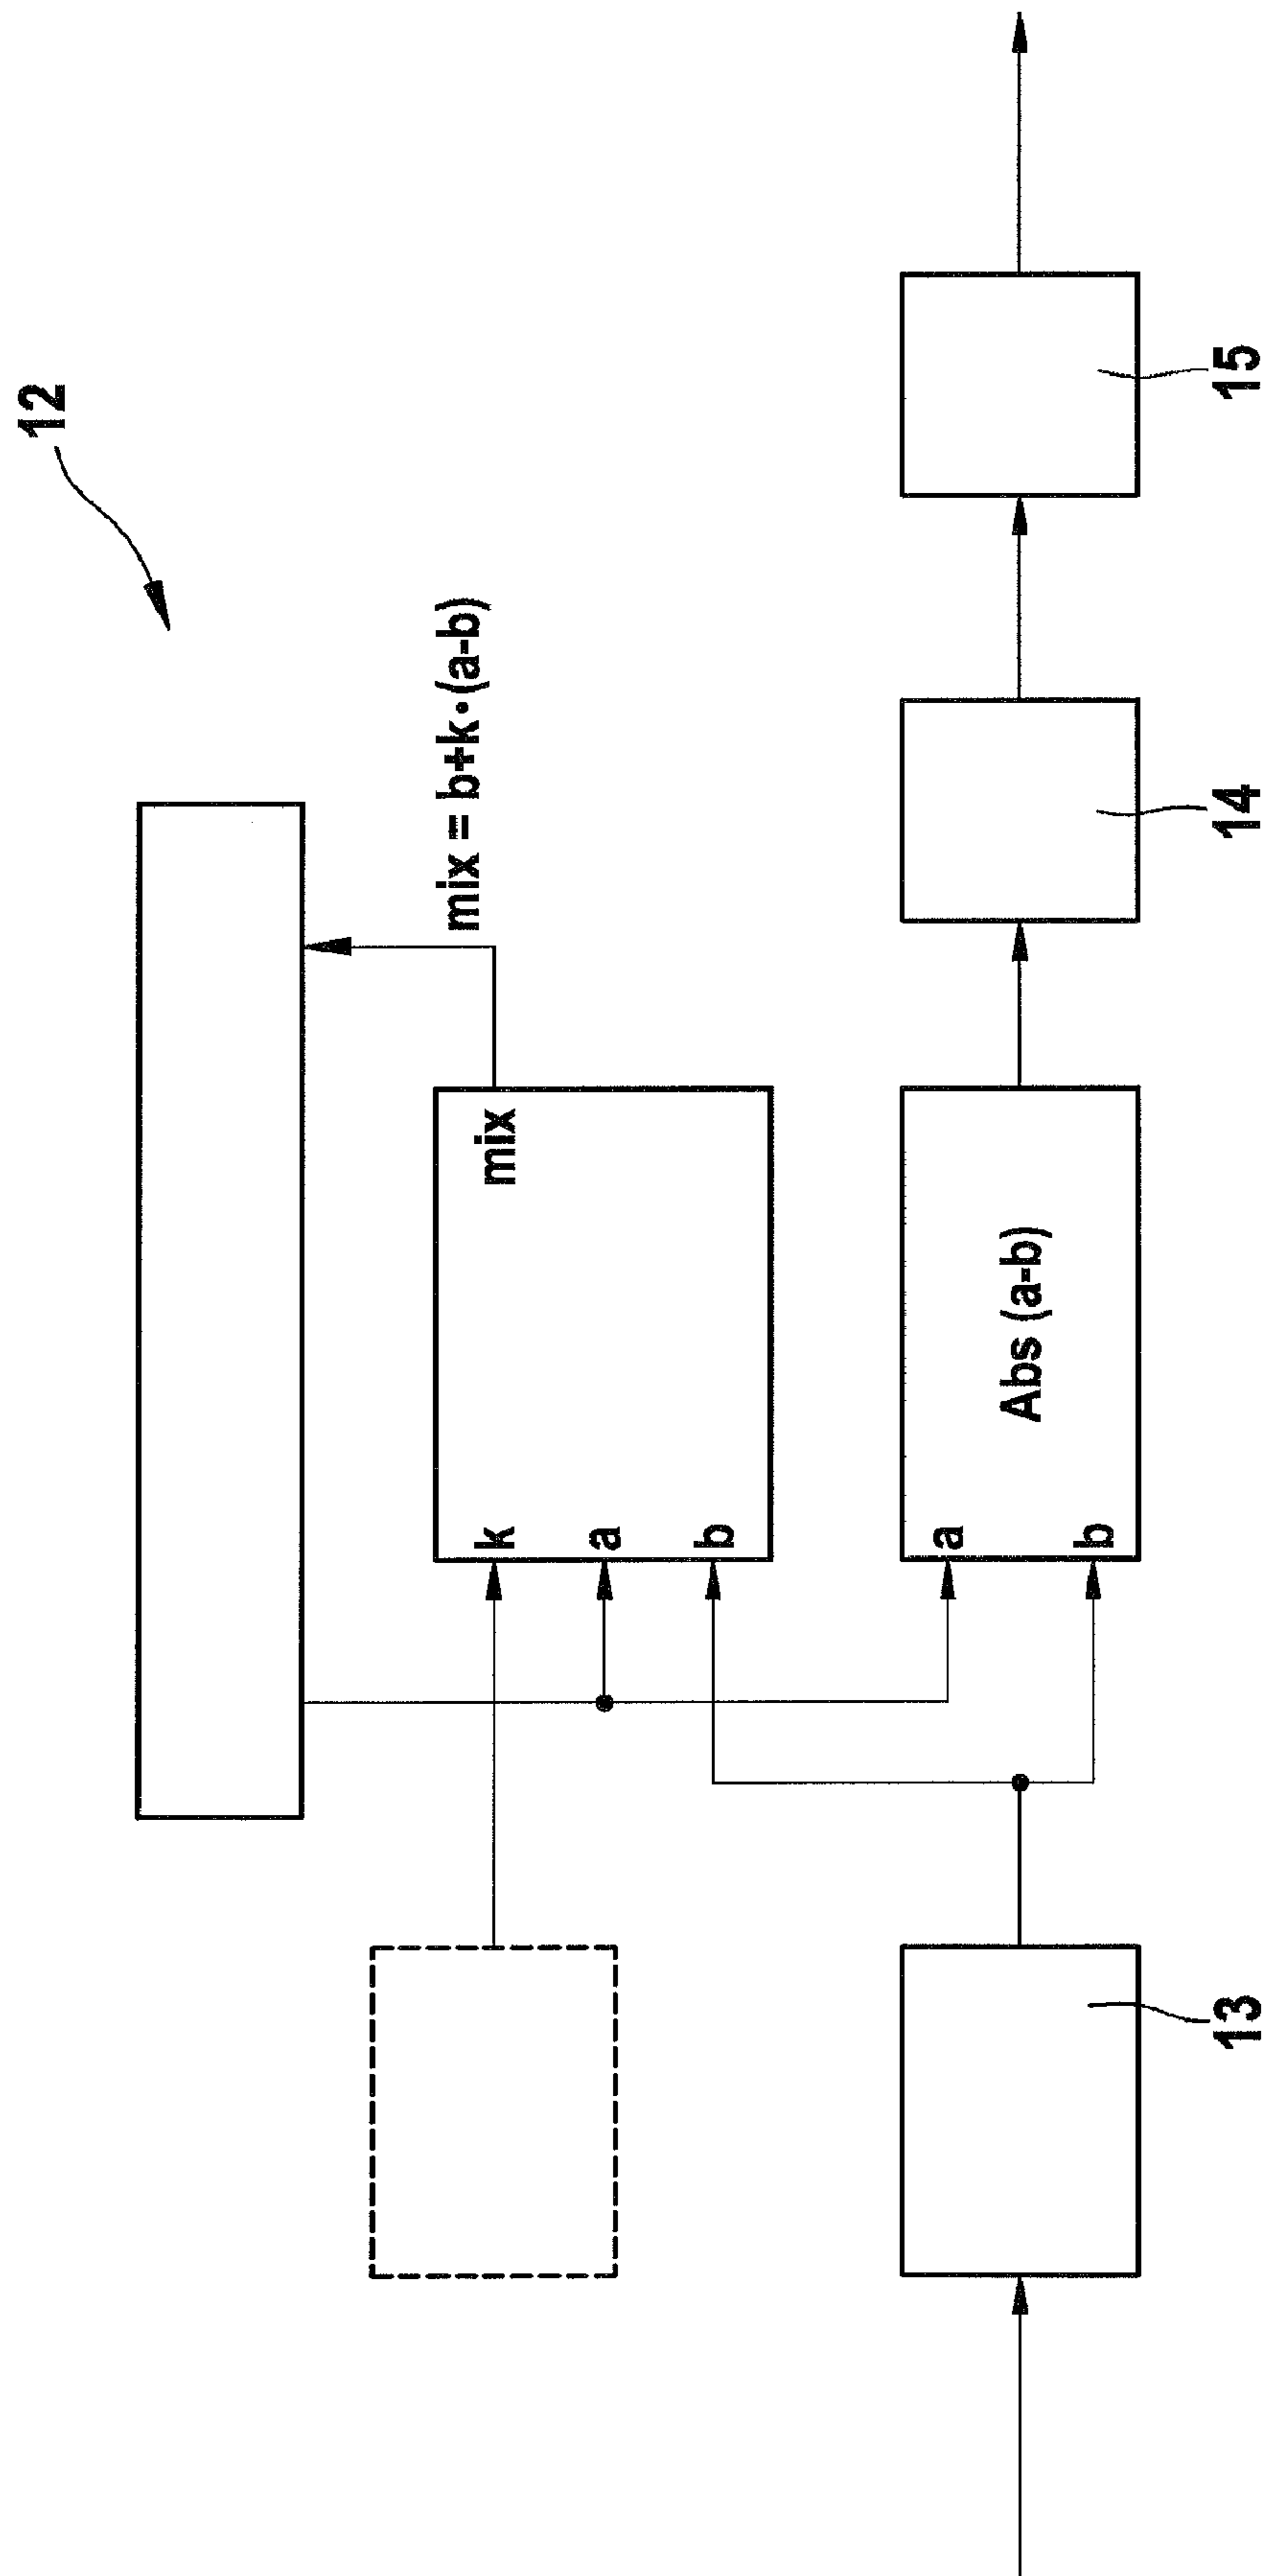 12
mix = b+k•(a-b)
k
mix
a
b
a
Abs (a-b)
b
13
14
15